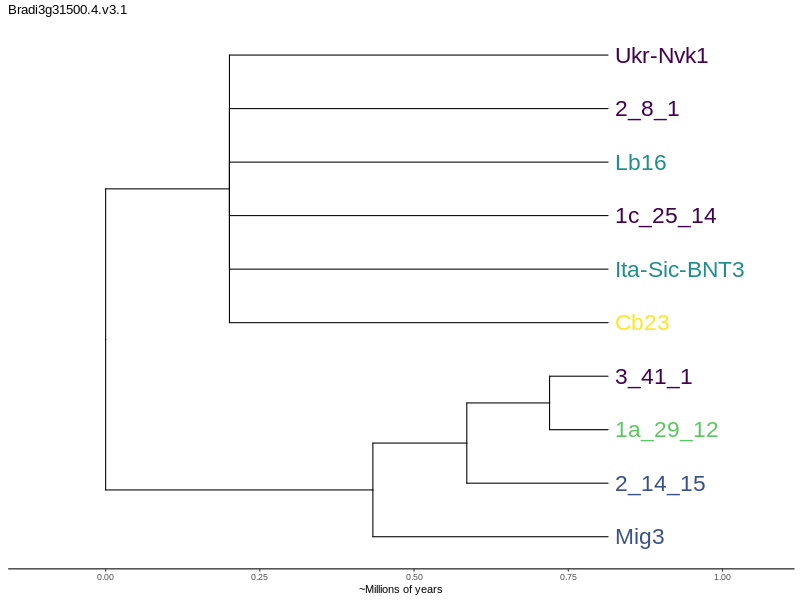 Bradi3g31500.4.v3.1
Ukr-Nvk1
2_8_1
Lb16
1c_25_14
Ita-Sic-BNT3
Cb23
3_41_1
1a_29_12
2_14_15
Mig3
0.00 0.25 0.50 0.75 1.00
~Millions of years